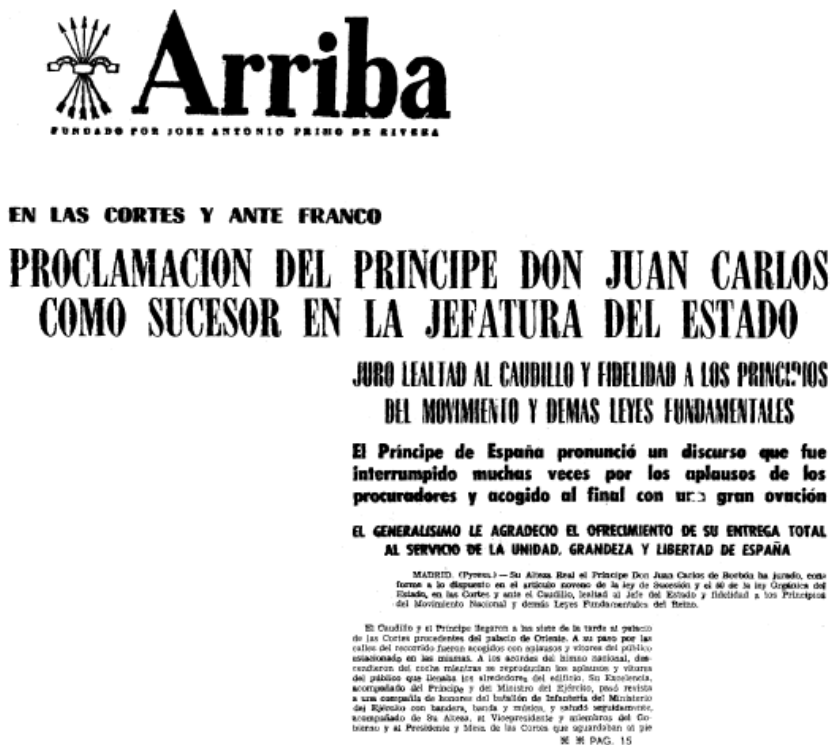 Arriba
FUNDADO POR JOSE ANTONIO PRIMO DE RIVERA
EN LAS CORTES Y ANTE FRANCO
PROCLAMACION DEL PRINCIPE DON JUAN CARLOS
COMO SUCESOR EN LA JEFATURA DEL ESTADO
JURO LEALTAD AL CAUDILLO Y FIDELIDAD A LOS PRINCIPIOS
DEL MOVIMIENTO Y DEMAS LEYES FUNDAMENTALES
El Príncipe de España pronunció un discurso que fue
interrumpido muchas veces por los aplausos de los
procuradores y acogido al final con una gran ovación
EL GENERALISIMO LE AGRADECIO EL OFRECIMIENTO DE SU ENTREGA TOTAL
AL SERVICIO DE LA UNIDAD, GRANDEZA Y LIBERTAD DE ESPAÑA
MADRID. (Pyresa.) — Su Alteza Real el Príncipe Don Juan Carlos de Borbón ha jurado, con-
forme a lo dispuesto en el artículo noveno de la ley de Sucesión y el 50 de la ley Orgánica del
Estado, en las Cortes y ante el Caudillo, lealtad al Jefe del Estado y fidelidad a los Principios
del Movimiento Nacional y demás Leyes Fundamentales del Reino.
El Caudillo y el Príncipe llegaron a las siete de la tarde al palacio
de las Cortes procedentes del palacio de Oriente. A su paso por las
calles del recorrido fueron acogidos con aplausos y vítores del público
estacionado en las mismas. A los acordes del himno nacional, des-
cendieron del coche mientras se reproducían los aplausos y vítores
del público que llenaba los alrededores del edificio. Su Excelencia,
acompañado del Príncipe y del Ministro del Ejército, pasó revista
a una compañía de honores del batallón de Infantería del Ministerio
del Ejército con bandera, banda y música, y saludó seguidamente,
acompañado de Su Alteza, al Vicepresidente y miembros del Go-
bierno y al Presidente y Mesa de las Cortes que aguardaban al pie
PAG. 15